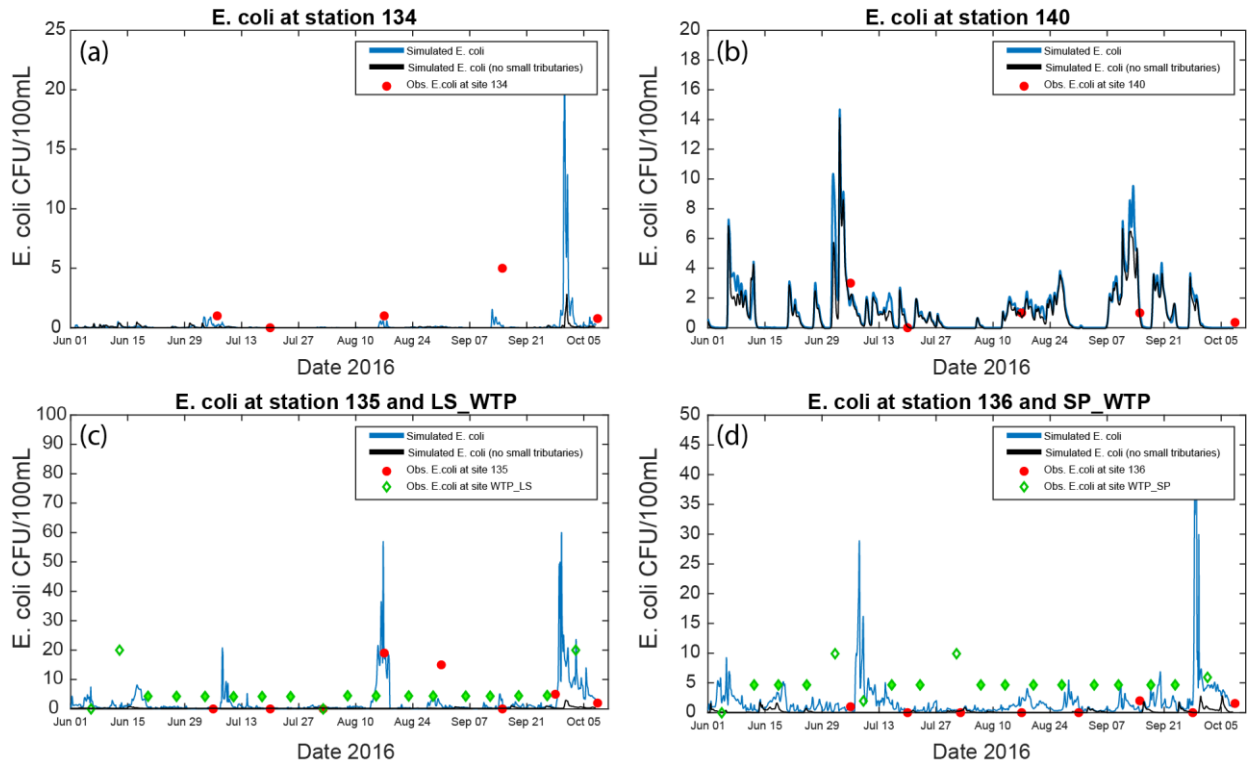 E. coli at station 134
(a)
E. coli CFU/100mL
25
20
15
10
5
0
Simulated E. coli
Simulated E. coli (no small tributaries)
Obs. E.coli at site 134
Jun 01 Jun 15 Jun 29 Jul 13 Jul 27 Aug 10 Aug 24 Sep 07 Sep 21 Oct 05
Date 2016
E. coli at station 140
(b)
E. coli CFU/100mL
20
18
16
14
12
10
8
6
4
2
0
Simulated E. coli
Simulated E. coli (no small tributaries)
Obs. E.coli at site 140
Jun 01 Jun 15 Jun 29 Jul 13 Jul 27 Aug 10 Aug 24 Sep 07 Sep 21 Oct 05
Date 2016
E. coli at station 135 and LS_WTP
(c)
E. coli CFU/100mL
100
90
80
70
60
50
40
30
20
10
0
Simulated E. coli
Simulated E. coli (no small tributaries)
Obs. E.coli at site 135
Obs. E.coli at site WTP_LS
Jun 01 Jun 15 Jun 29 Jul 13 Jul 27 Aug 10 Aug 24 Sep 07 Sep 21 Oct 05
Date 2016
E. coli at station 136 and SP_WTP
(d)
E. coli CFU/100mL
50
45
40
35
30
25
20
15
10
5
0
Simulated E. coli
Simulated E. coli (no small tributaries)
Obs. E.coli at site 136
Obs. E.coli at site WTP_SP
Jun 01 Jun 15 Jun 29 Jul 13 Jul 27 Aug 10 Aug 24 Sep 07 Sep 21 Oct 05
Date 2016